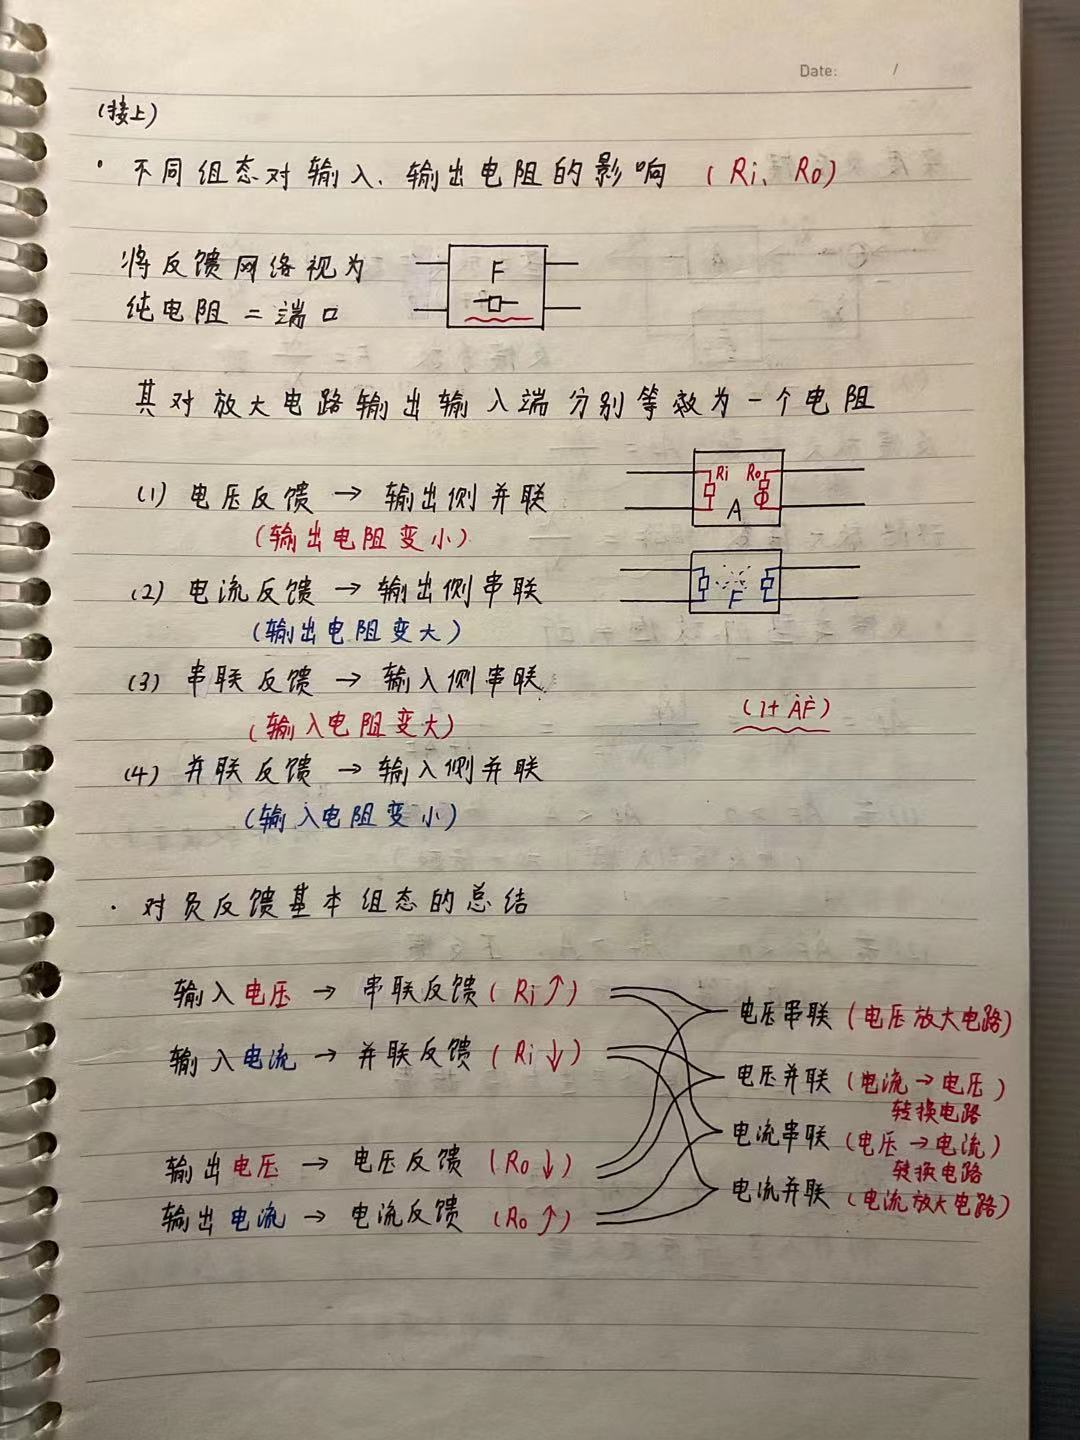 Date: /
(接上)
· 不同组态对输入、输出电阻的影响 (Ri、Ro)
将反馈网络视为
纯电阻二端口
F
其对放大电路输出输入端分别等效为一个电阻
Ri Ro
A
(1) 电压反馈 → 输出侧并联
(输出电阻变小)
F
(2) 电流反馈 → 输出侧串联
(输出电阻变大)
(3) 串联反馈 → 输入侧串联
(输入电阻变大)
(1+ȦḞ)
(4) 并联反馈 → 输入侧并联
(输入电阻变小)
· 对负反馈基本组态的总结
输入电压 → 串联反馈 (Ri↑)
输入电流 → 并联反馈 (Ri↓)
输出电压 → 电压反馈 (Ro↓)
输出电流 → 电流反馈 (Ro↑)
电压串联 (电压放大电路)
电压并联 (电流→电压)
转换电路
电流串联 (电压→电流)
转换电路
电流并联 (电流放大电路)